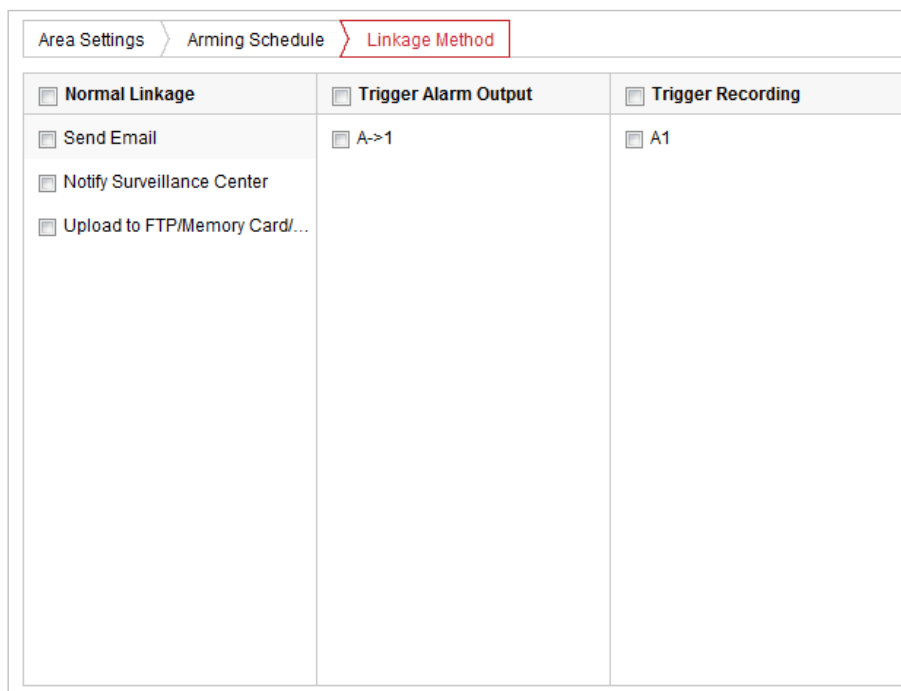 Area Settings Arming Schedule Linkage Method
Normal Linkage Trigger Alarm Output Trigger Recording
Send Email A->1 A1
Notify Surveillance Center
Upload to FTP/Memory Card/...